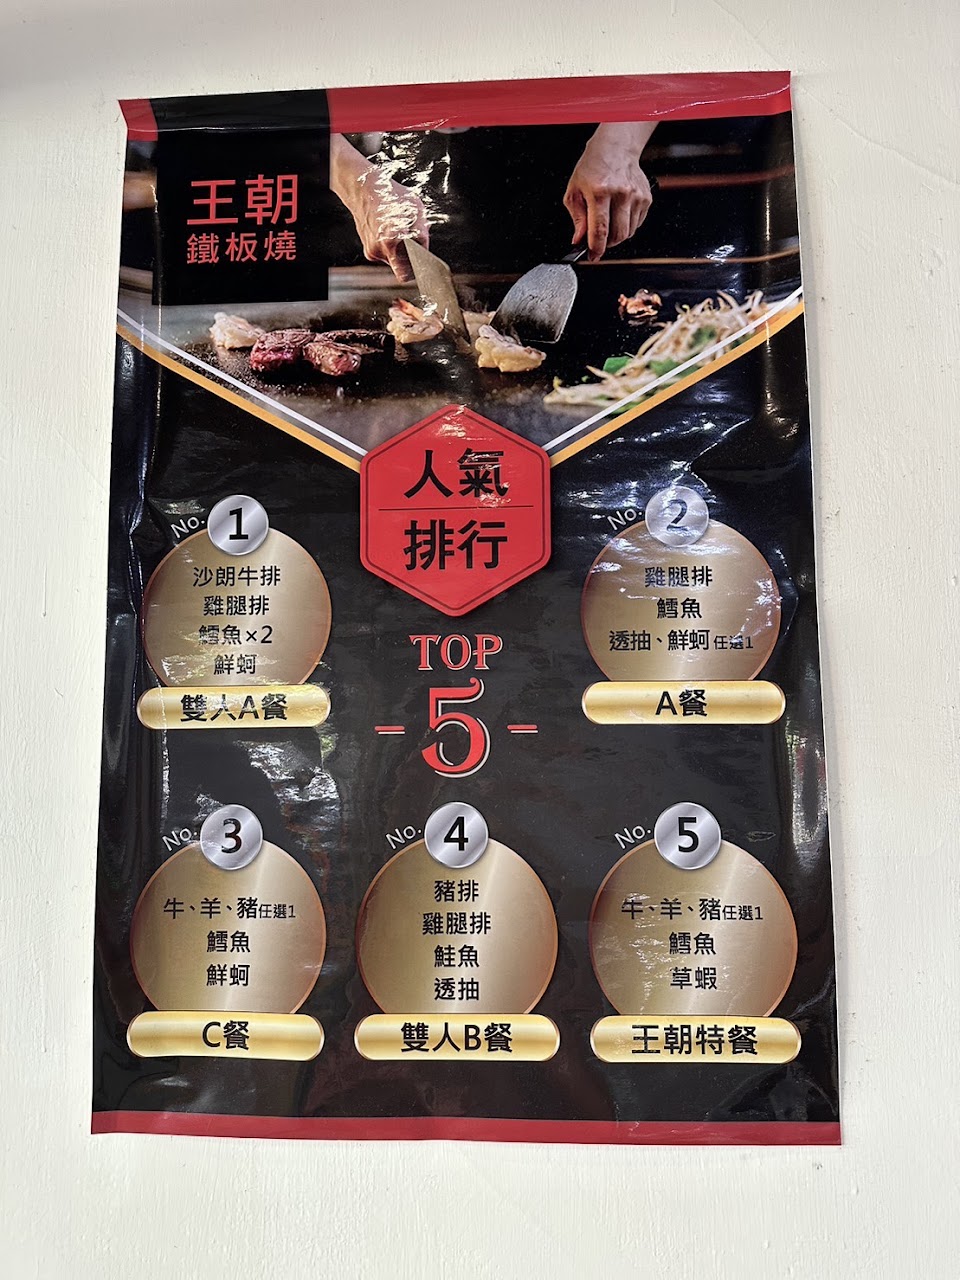 王朝
鐵板燒
人氣
排行
TOP
5
No. 1
沙朗牛排
雞腿排
鱈魚×2
鮮蚵
雙人A餐
No. 2
雞腿排
鱈魚
透抽、鮮蚵任選1
A餐
No. 3
牛、羊、豬任選1
鱈魚
鮮蚵
C餐
No. 4
豬排
雞腿排
鮭魚
透抽
雙人B餐
No. 5
牛、羊、豬任選1
鱈魚
草蝦
王朝特餐